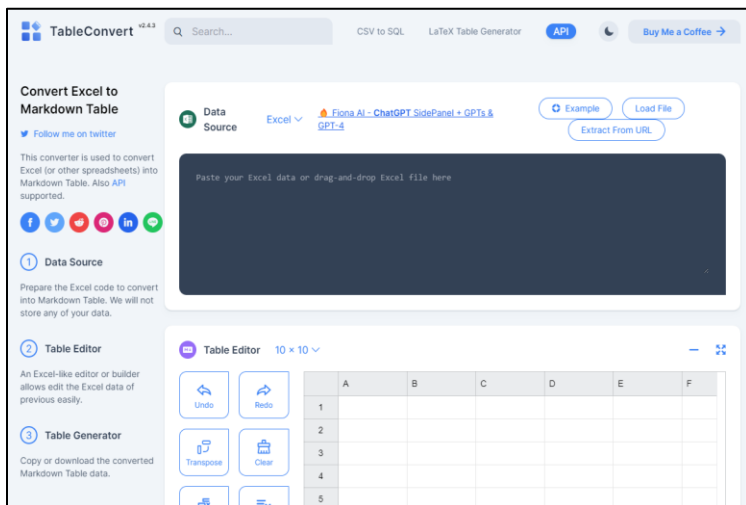 TableConvert v2.4.3
Search...
CSV to SQL
LaTeX Table Generator
API
Buy Me a Coffee →
Convert Excel to
Markdown Table
Follow me on twitter
This converter is used to convert
Excel (or other spreadsheets) into
Markdown Table. Also API
supported.
1 Data Source
Prepare the Excel code to convert
into Markdown Table. We will not
store any of your data.
2 Table Editor
An Excel-like editor or builder
allows edit the Excel data of
previous easily.
3 Table Generator
Copy or download the converted
Markdown Table data.
Data
Source
Excel
Fiona AI - ChatGPT SidePanel + GPTs &
GPT-4
Example
Load File
Extract From URL
Paste your Excel data or drag-and-drop Excel file here
Table Editor
10 × 10
Undo
Redo
Transpose
Clear
A B C D E F
1
2
3
4
5